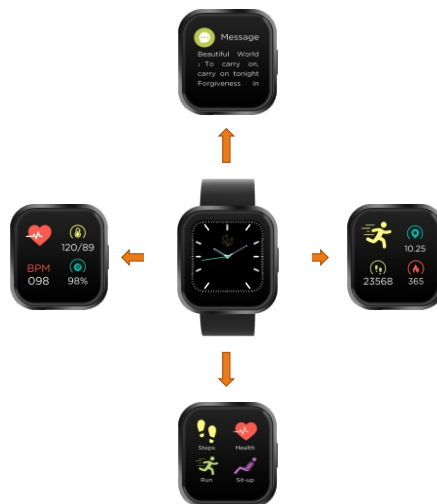 Message
Beautiful World
: To carry on,
carry on tonight
Forgiveness in
120/89
BPM
098
98%
10.25
23568
365
Steps
Health
Run
Sit-up